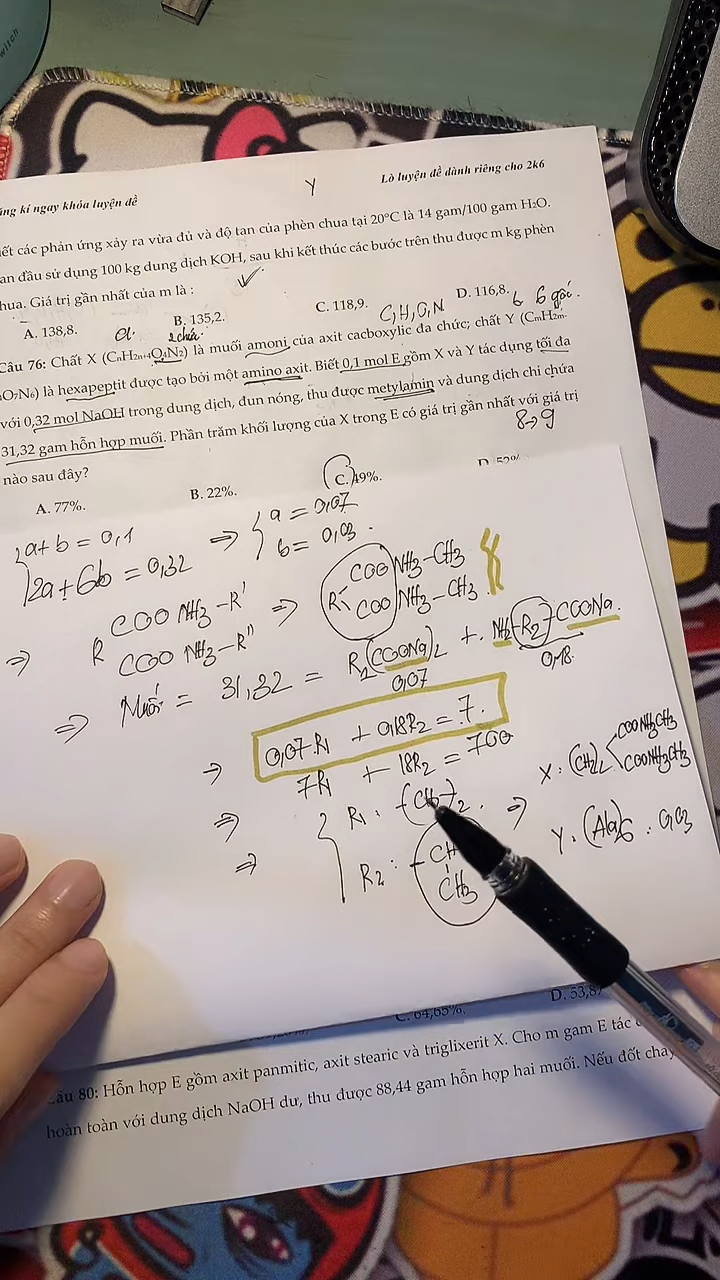 witch
ng kí ngay khóa luyện đề
Lò luyện đề dành riêng cho 2k6
Y
iết các phản ứng xảy ra vừa đủ và độ tan của phèn chua tại 20°C là 14 gam/100 gam H₂O.
an đầu sử dụng 100 kg dung dịch KOH, sau khi kết thúc các bước trên thu được m kg phèn
hua. Giá trị gần nhất của m là :
A. 138,8. B. 135,2. C. 118,9. D. 116,8.
a. 2 chức. C, H, O, N 6 gốc.
Câu 76: Chất X (CₙH₂ₙ₊₄O₄N₂) là muối amoni của axit cacboxylic đa chức; chất Y (CₘH₂ₘ₋
O₇N₆) là hexapeptit được tạo bởi một amino axit. Biết 0,1 mol E gồm X và Y tác dụng tối đa
với 0,32 mol NaOH trong dung dịch, đun nóng, thu được metylamin và dung dịch chỉ chứa
31,32 gam hỗn hợp muối. Phần trăm khối lượng của X trong E có giá trị gần nhất với giá trị
nào sau đây?
8→9
A. 77%. B. 22%. C. 49%. D. 52%
a + b = 0,1 ⇒ a = 0,07
2a + 6b = 0,32 b = 0,03.
⇒ R COONH₃-R' ⇒ R COONH₃-CH₃
COONH₃-R" COONH₃-CH₃
⇒ Muối = 31,32 = R₁(COONa)₂ + NH₂-R₂-COONa.
0,07 0,18
⇒ 0,07.R₁ + 0,18R₂ = 7.
7R₁ + 18R₂ = 700
⇒ R₁: (CH₂)₂. ⇒ X: (CH₂)₂ COONH₃CH₃
COONH₃CH₃
⇒ R₂: -CH
CH₃
Y: (Ala)₆ : 0,03
C. 64,65%. D. 53,87
Câu 80: Hỗn hợp E gồm axit panmitic, axit stearic và triglixerit X. Cho m gam E tác
hoàn toàn với dung dịch NaOH dư, thu được 88,44 gam hỗn hợp hai muối. Nếu đốt cháy